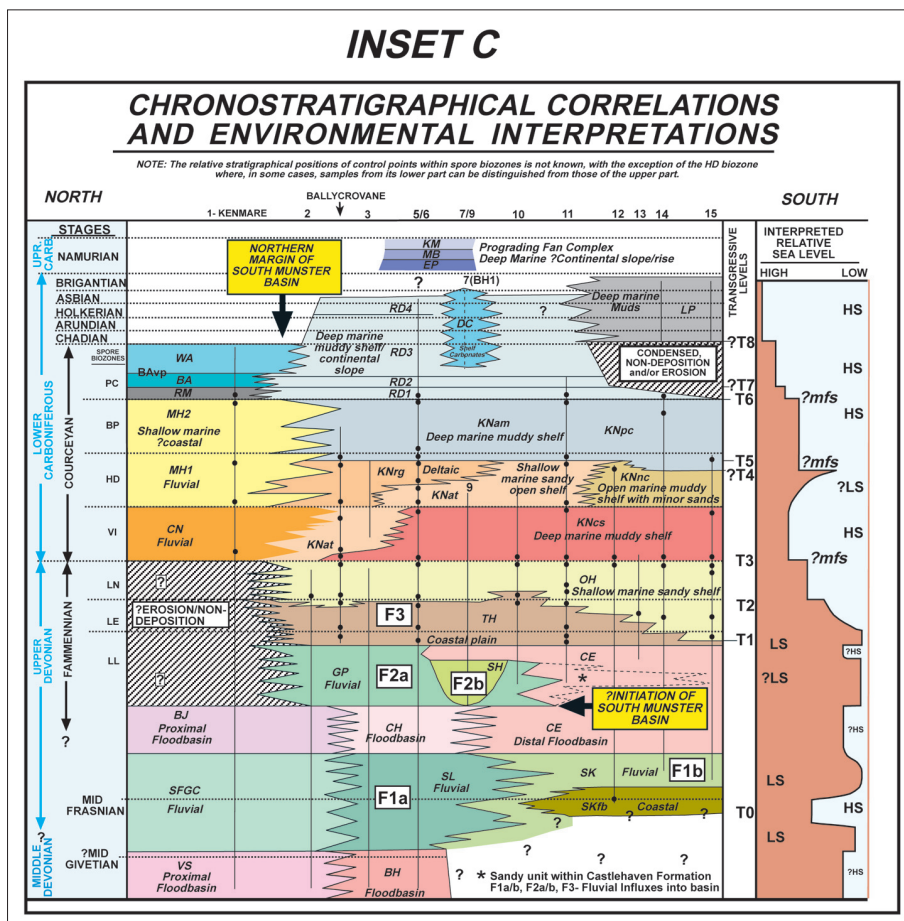 INSET C
CHRONOSTRATIGRAPHICAL CORRELATIONS
AND ENVIRONMENTAL INTERPRETATIONS
NOTE: The relative stratigraphical positions of control points within spore biozones is not known, with the exception of the HD biozone
where, in some cases, samples from its lower part can be distinguished from those of the upper part.
NORTH
BALLYCROVANE
SOUTH
1- KENMARE 2 3 5/6 7/9 10 11 12 13 14 15
STAGES
TRANSGRESSIVE
LEVELS
INTERPRETED
RELATIVE
SEA LEVEL
HIGH LOW
UPR.
CARB
NAMURIAN
NORTHERN
MARGIN OF
SOUTH MUNSTER
BASIN
KM
MB
EP
Prograding Fan Complex
Deep Marine ?Continental slope/rise
BRIGANTIAN
?
7(BH1)
ASBIAN
HOLKERIAN
ARUNDIAN
CHADIAN
RD4
DC
?
Deep marine
Muds
LP
HS
?T8
SPORE
BIOZONES
WA
Deep marine
muddy shelf
continental
slope
RD3
Shelf
Carbonates
CONDENSED,
NON-DEPOSITION
and/or EROSION
HS
PC
BAvp
BA
RM
RD2
RD1
?T7
T6
?mfs
LOWER
CARBONIFEROUS
COURCEYAN
BP
MH2
Shallow marine
?coastal
KNam
Deep marine muddy shelf
KNpc
HS
T5
?mfs
?T4
HD
MH1
Fluvial
KNrg
Deltaic
KNat
9
Shallow
marine sandy
open shelf
KNnc
Open marine muddy
shelf with minor sands
?LS
VI
CN
Fluvial
KNat
KNcs
Deep marine muddy shelf
HS
T3
?mfs
UPPER
DEVONIAN
FAMMENNIAN
?
LN
?
OH
Shallow marine sandy shelf
T2
LE
?EROSION/NON-
DEPOSITION
F3
TH
T1
LS
LL
?
Coastal plain
CE
?HS
GP
Fluvial
F2a
SH
F2b
*
?LS
?INITIATION OF
SOUTH MUNSTER
BASIN
BJ
Proximal
Floodbasin
CH
Floodbasin
CE
Distal Floodbasin
?HS
SFGC
Fluvial
F1a
SL
Fluvial
SK Fluvial
F1b
LS
MID
FRASNIAN
SKfb Coastal
T0
HS
? ? ? ?
LS
?
MIDDLE
DEVONIAN
?MID
GIVETIAN
? ? ?
VS
Proximal
Floodbasin
BH
Floodbasin
?
* Sandy unit within Castlehaven Formation
F1a/b, F2a/b, F3- Fluvial Influxes into basin
?HS